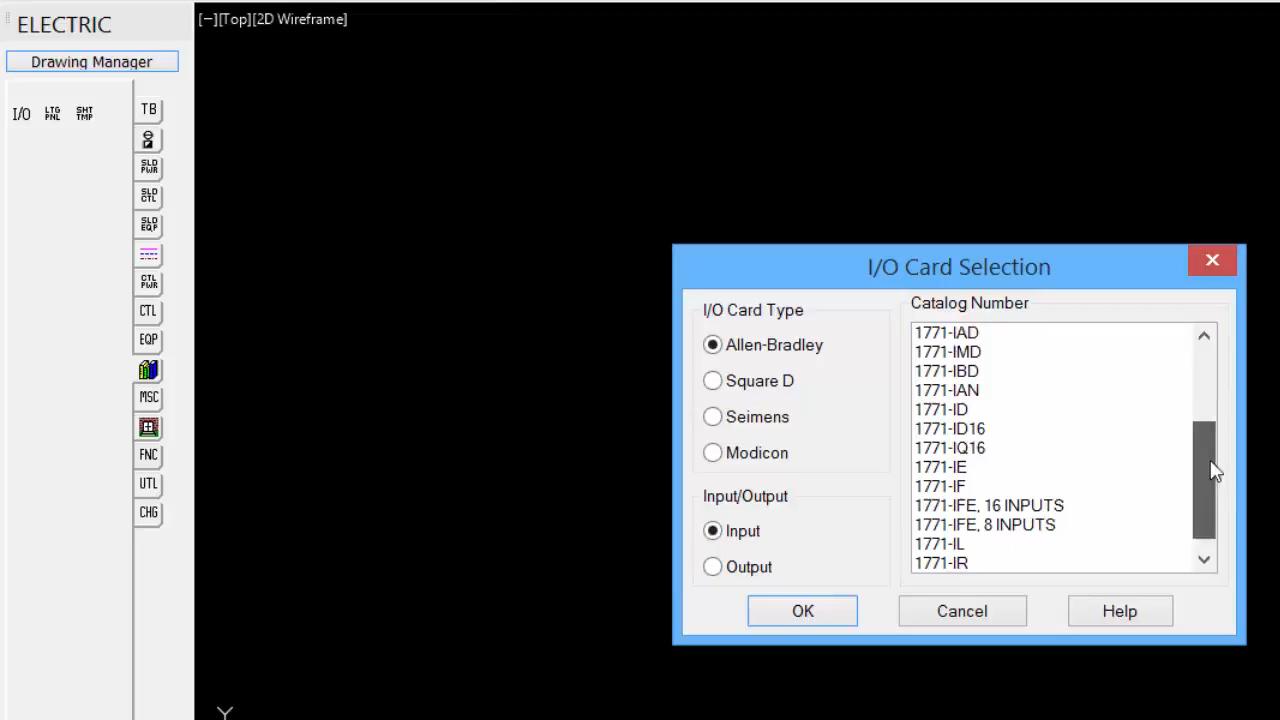 ELECTRIC
[−][Top][2D Wireframe]
Drawing Manager
I/O
LTG
PNL
SHT
TMP
TB
SLD
PWR
SLD
CTL
SLD
EQP
CTL
PWR
CTL
EQP
MSC
FNC
UTL
CHG
I/O Card Selection
I/O Card Type
Allen-Bradley
Square D
Seimens
Modicon
Input/Output
Input
Output
Catalog Number
1771-IAD
1771-IMD
1771-IBD
1771-IAN
1771-ID
1771-ID16
1771-IQ16
1771-IE
1771-IF
1771-IFE, 16 INPUTS
1771-IFE, 8 INPUTS
1771-IL
1771-IR
OK
Cancel
Help
Y